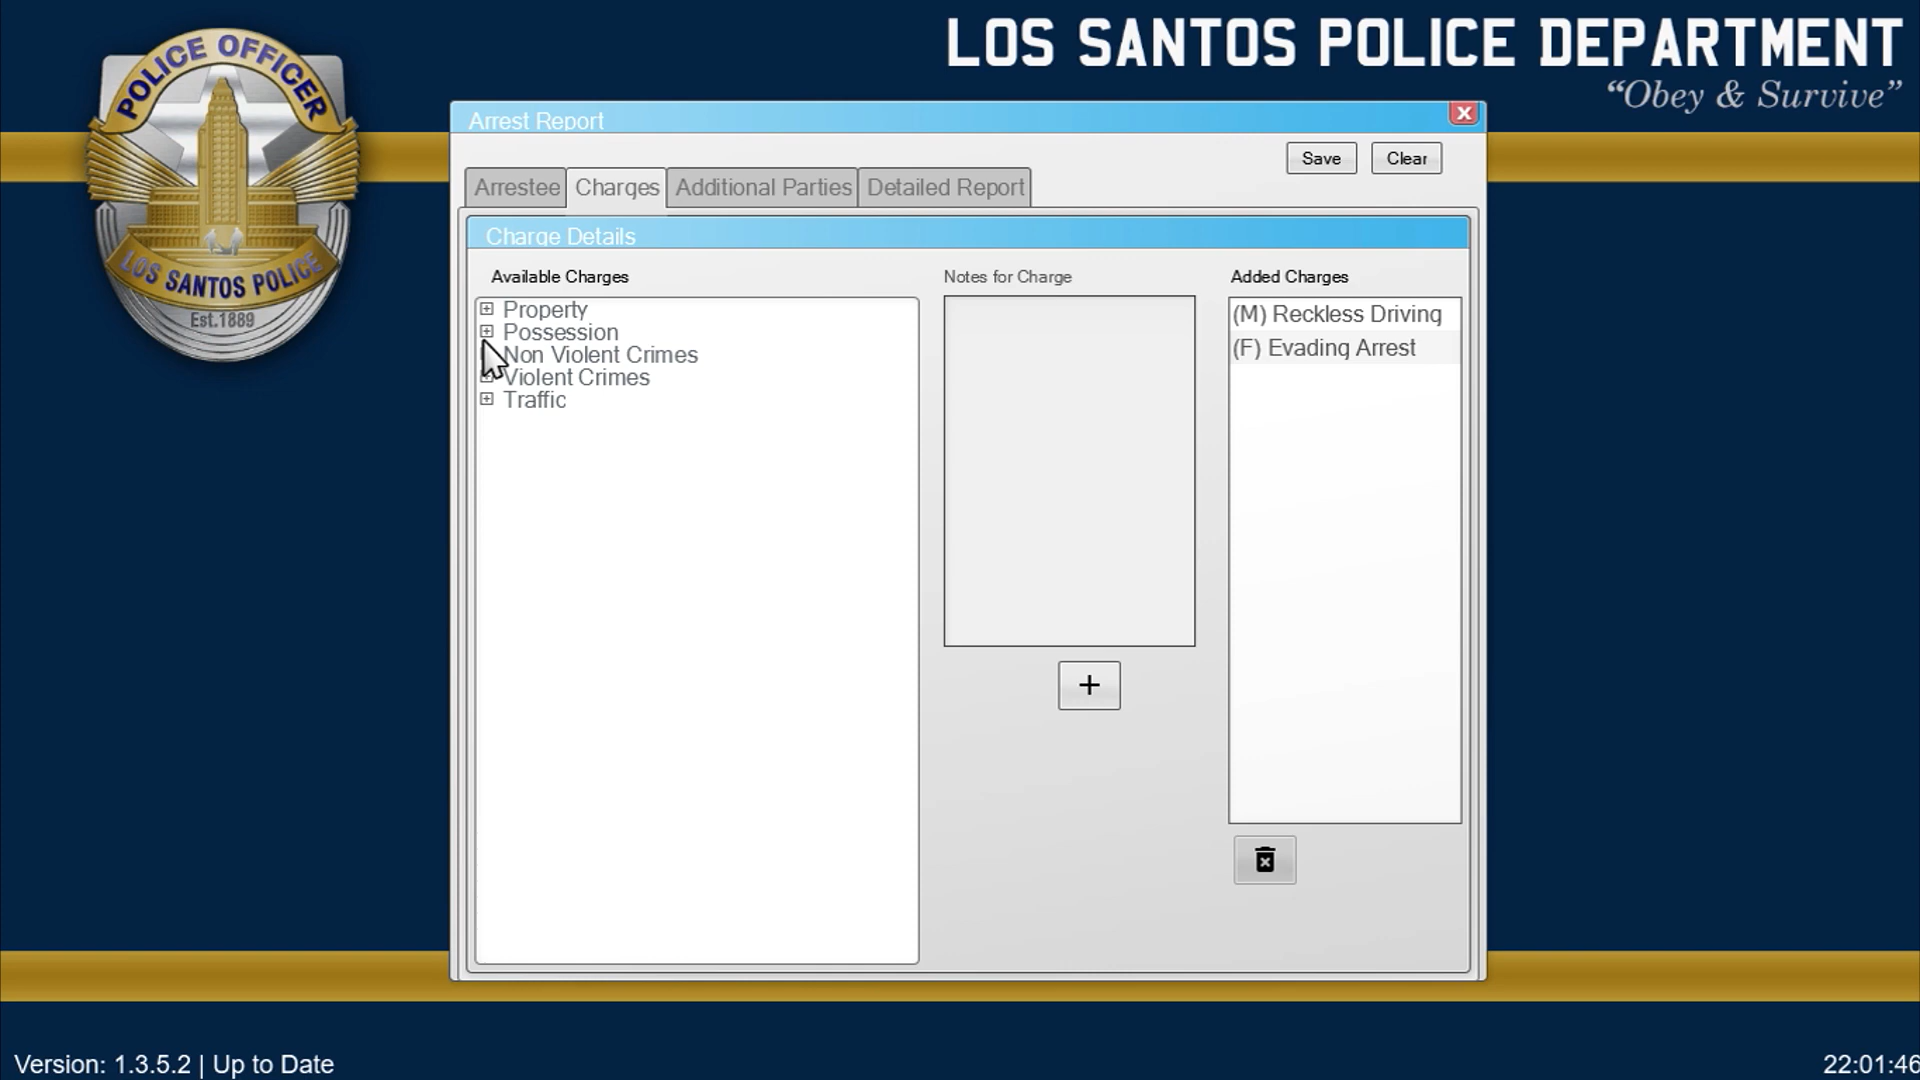 POLICE OFFICER
LOS SANTOS POLICE
Est.1889
LOS SANTOS POLICE DEPARTMENT
“Obey & Survive”
Arrest Report
Save
Clear
Arrestee
Charges
Additional Parties
Detailed Report
Charge Details
Available Charges
Property
Possession
Non Violent Crimes
Violent Crimes
Traffic
Notes for Charge
+
Added Charges
(M) Reckless Driving
(F) Evading Arrest
Version: 1.3.5.2 | Up to Date
22:01:46